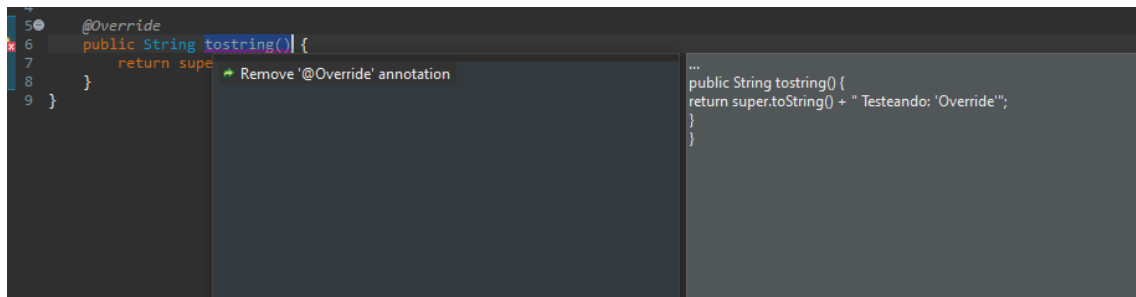 5 @Override
6 public String tostring() {
7 return supe
8 }
9 }
Remove '@Override' annotation
...
public String tostring() {
return super.toString() + " Testeando: 'Override'";
}
}